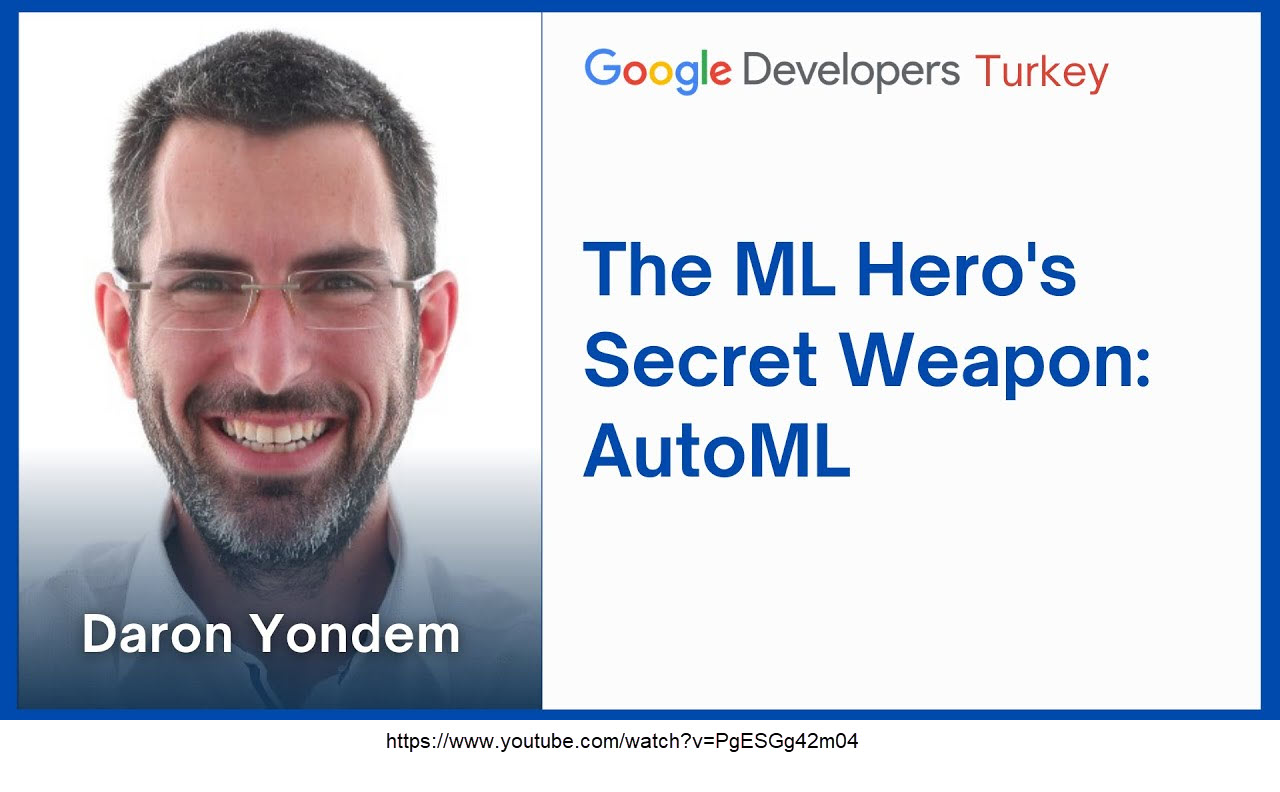 Google Developers Turkey
The ML Hero's
Secret Weapon:
AutoML
Daron Yondem
https://www.youtube.com/watch?v=PgESGg42m04